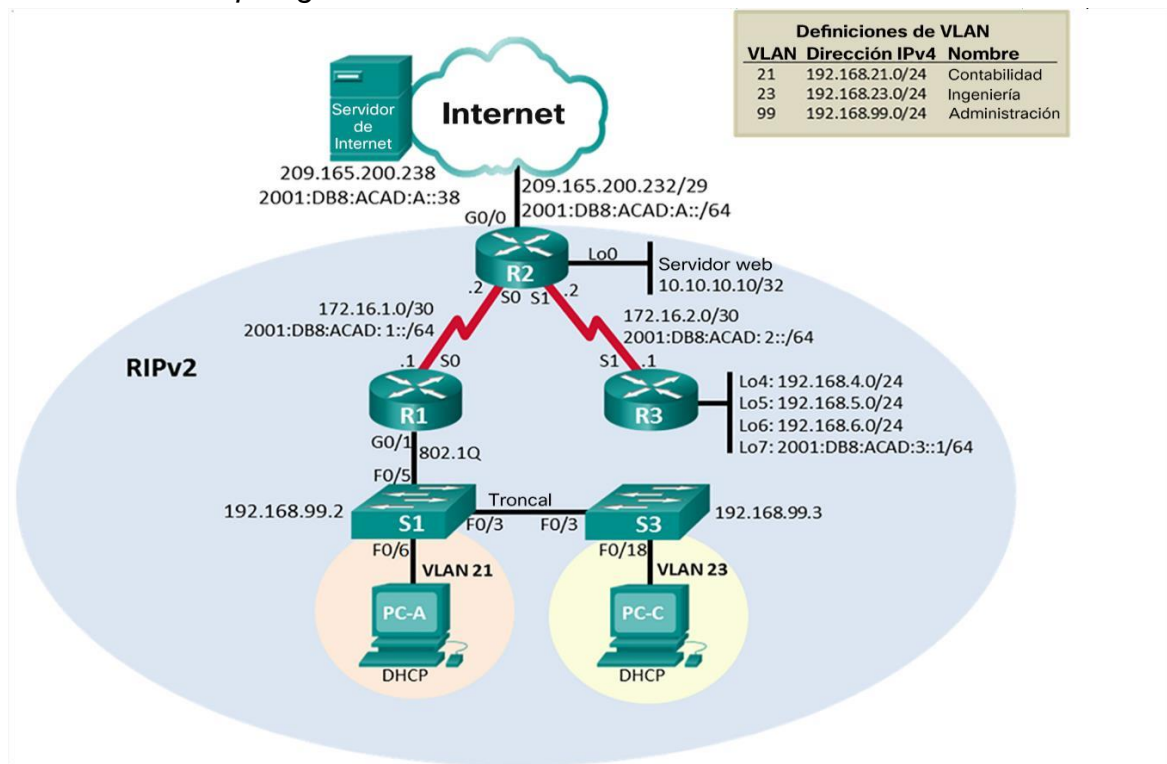 Definiciones de VLAN
VLAN Dirección IPv4 Nombre
21 192.168.21.0/24 Contabilidad
23 192.168.23.0/24 Ingeniería
99 192.168.99.0/24 Administración
Servidor
de
Internet
Internet
209.165.200.238
2001:DB8:ACAD:A::38
209.165.200.232/29
2001:DB8:ACAD:A::/64
G0/0
R2
Lo0
Servidor web
10.10.10.10/32
.2
S0
S1
.2
172.16.1.0/30
2001:DB8:ACAD: 1::/64
172.16.2.0/30
2001:DB8:ACAD: 2::/64
RIPv2
.1
S0
S1
.1
R1
R3
Lo4: 192.168.4.0/24
Lo5: 192.168.5.0/24
Lo6: 192.168.6.0/24
Lo7: 2001:DB8:ACAD:3::1/64
G0/1
802.1Q
F0/5
192.168.99.2
S1
Troncal
F0/3
F0/3
S3
192.168.99.3
F0/6
F0/18
VLAN 21
VLAN 23
PC-A
PC-C
DHCP
DHCP